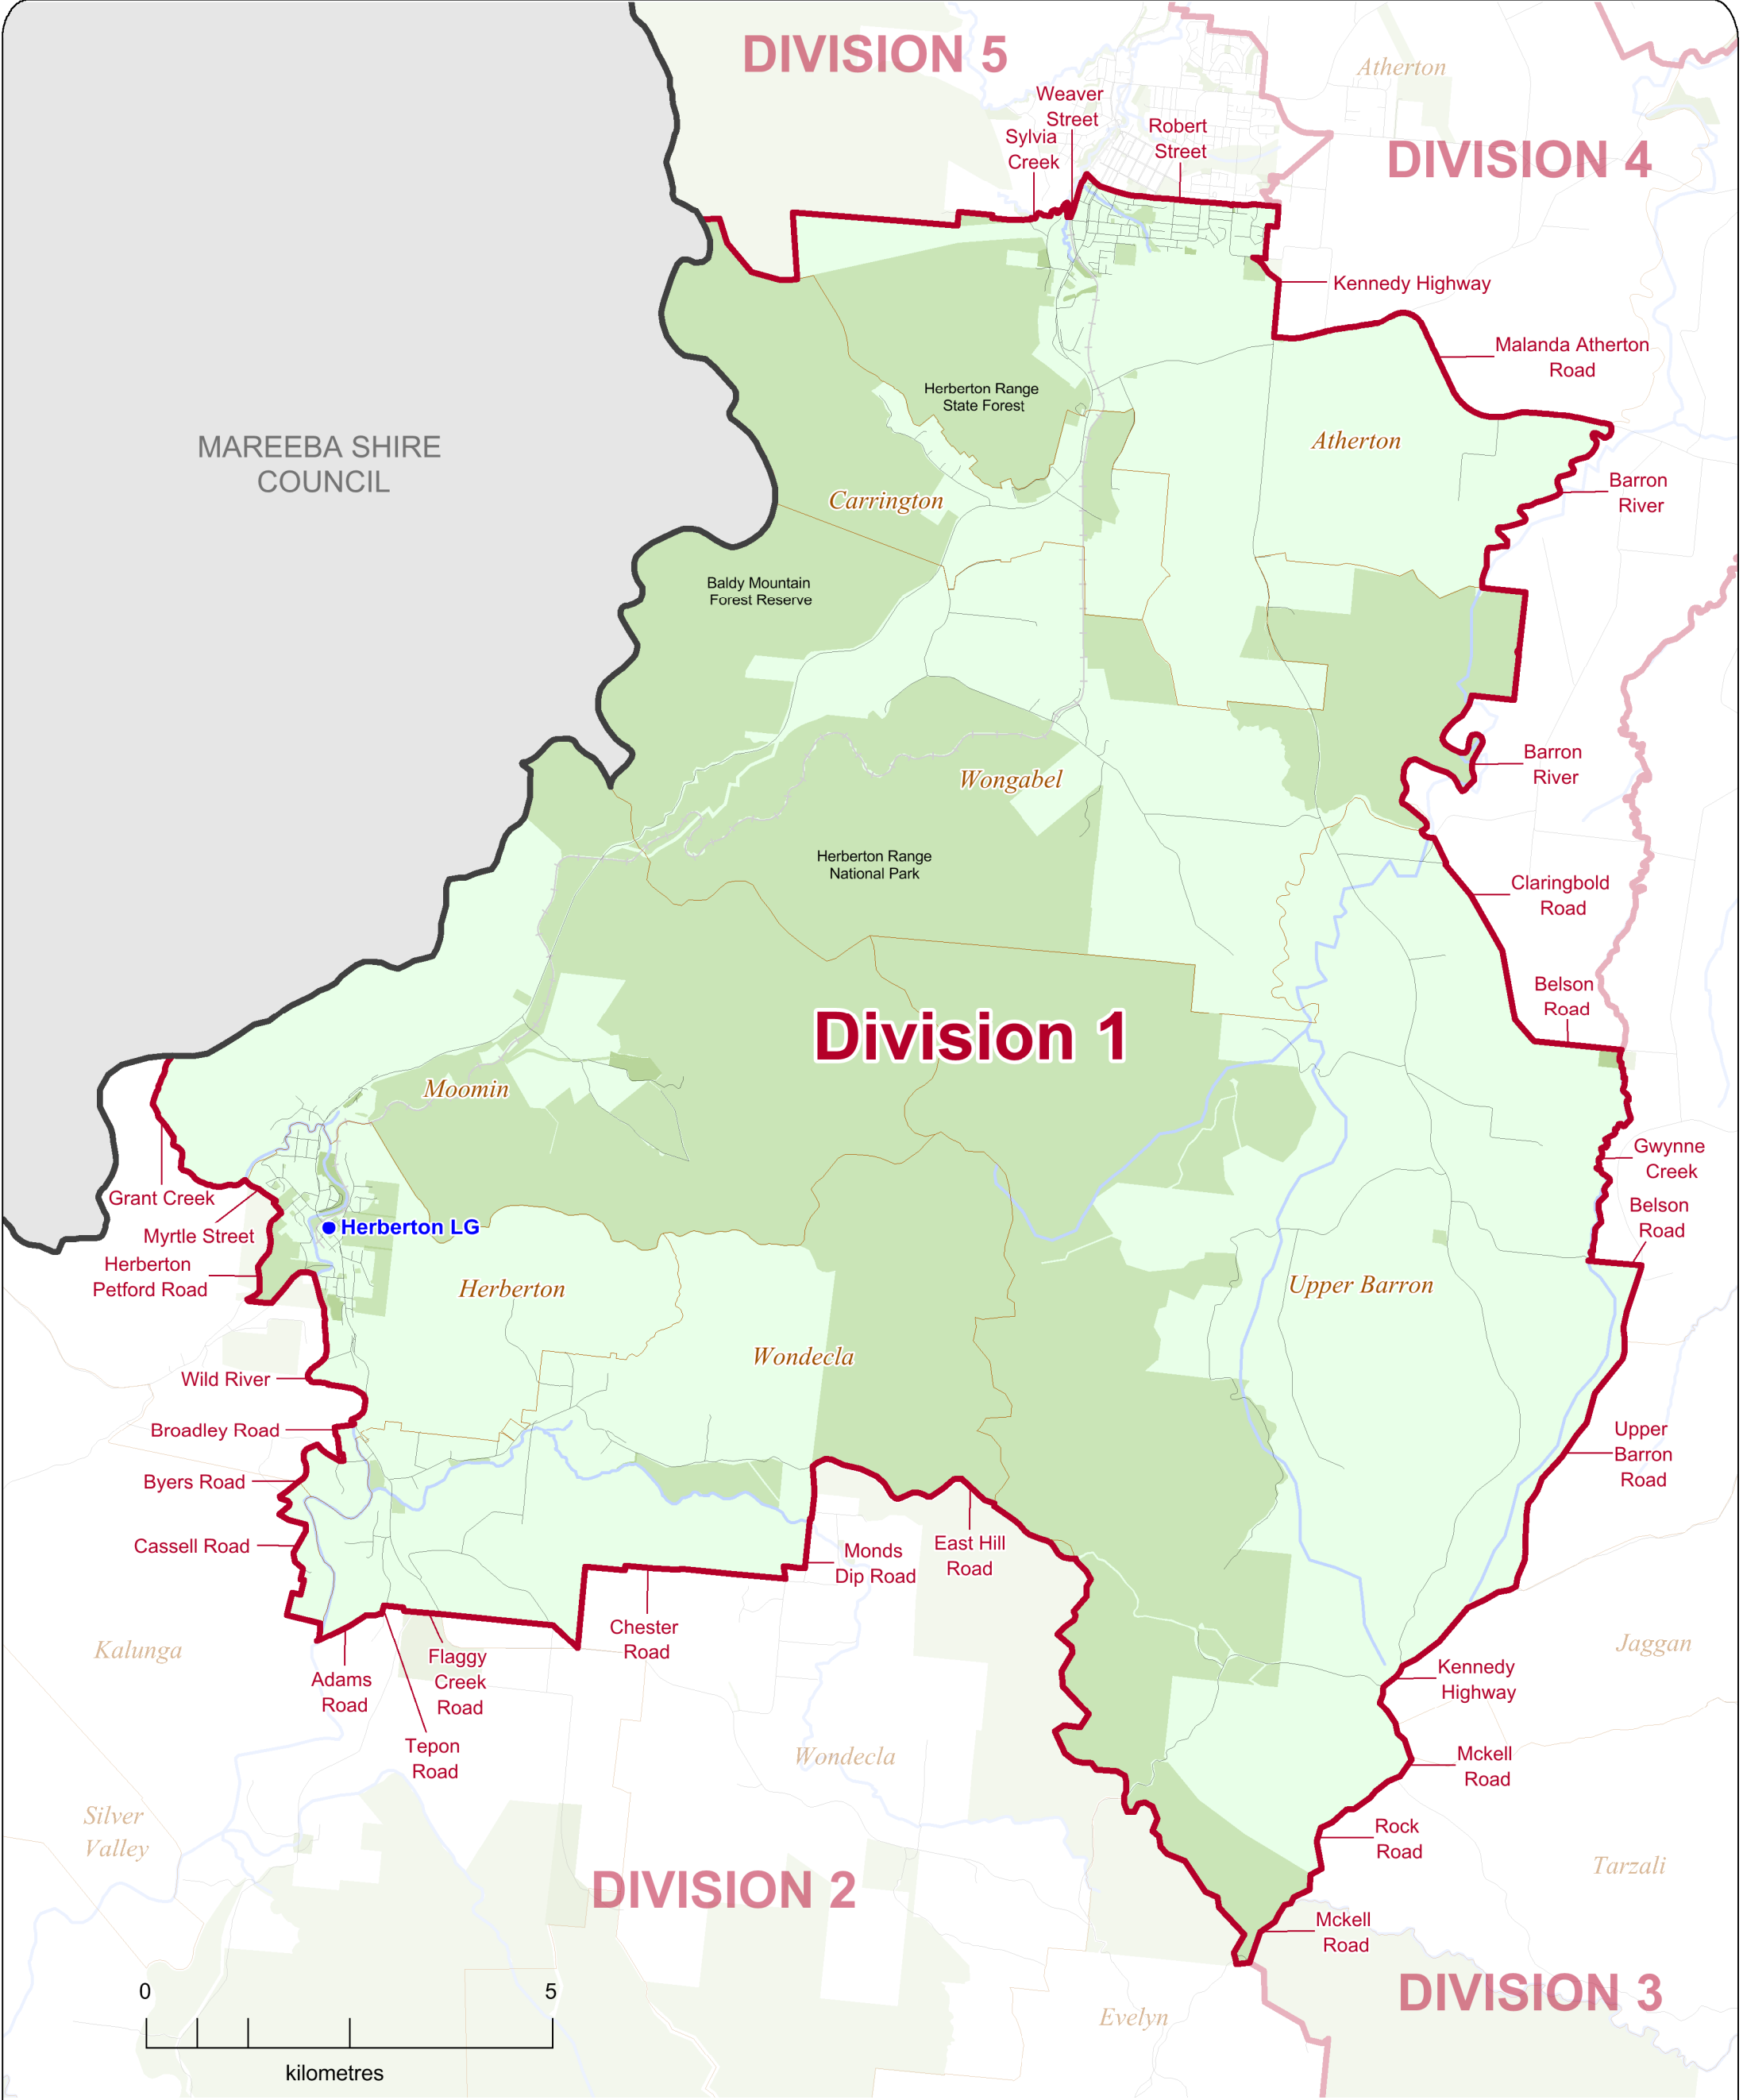 DIVISION 5
Atherton
Weaver
Street
Sylvia
Creek
Robert
Street
DIVISION 4
Kennedy Highway
Malanda Atherton
Road
Herberton Range
State Forest
MAREEBA SHIRE
COUNCIL
Atherton
Carrington
Barron
River
Baldy Mountain
Forest Reserve
Wongabel
Barron
River
Herberton Range
National Park
Claringbold
Road
Belson
Road
Division 1
Moomin
Gwynne
Creek
Grant Creek
Myrtle Street
Herberton LG
Belson
Road
Herberton
Petford Road
Herberton
Upper Barron
Wondecla
Wild River
Broadley Road
Upper
Barron
Road
Byers Road
Cassell Road
Monds
Dip Road
East Hill
Road
Chester
Road
Kalunga
Jaggan
Adams
Road
Flaggy
Creek
Road
Kennedy
Highway
Tepon
Road
Wondecla
Mckell
Road
Silver
Valley
Rock
Road
Tarzali
DIVISION 2
Mckell
Road
DIVISION 3
Evelyn
0 5
kilometres